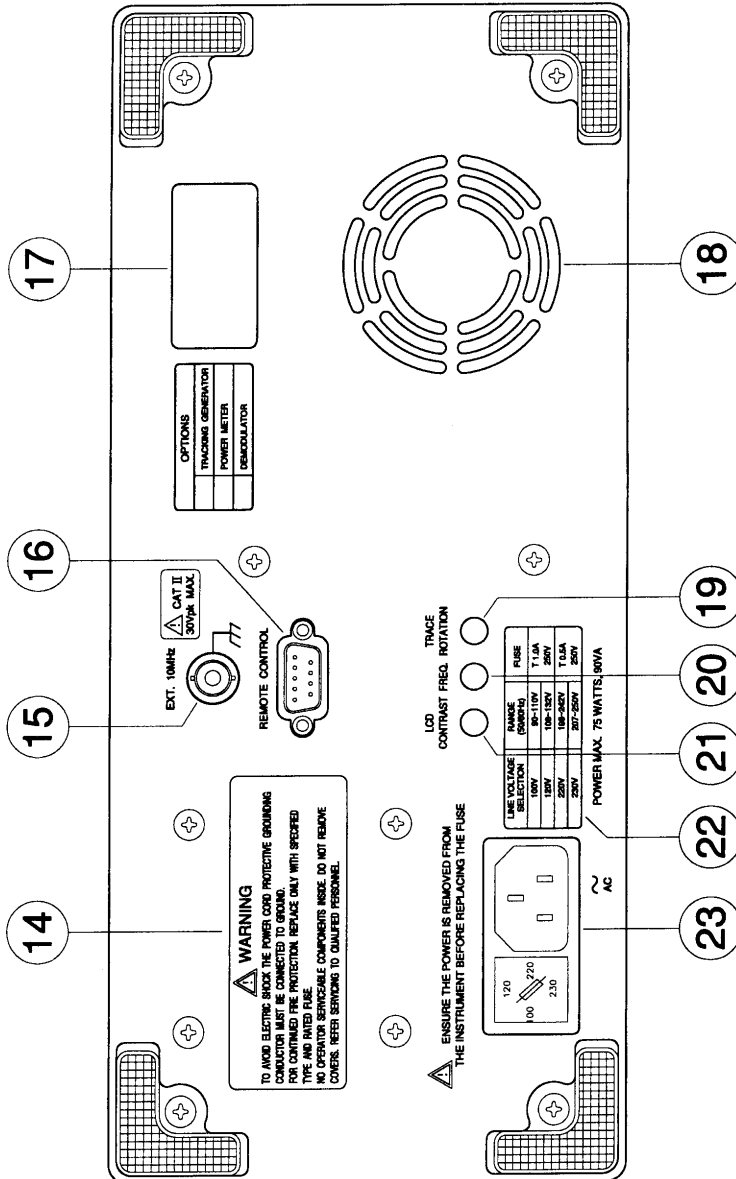 14
15
16
17
⚠ WARNING
TO AVOID ELECTRIC SHOCK THE POWER CORD PROTECTIVE GROUNDING
CONDUCTOR MUST BE CONNECTED TO GROUND.
FOR CONTINUED FIRE PROTECTION. REPLACE ONLY WITH SPECIFIED
TYPE AND RATED FUSE.
NO OPERATOR SERVICEABLE COMPONENTS INSIDE. DO NOT REMOVE
COVERS. REFER SERVICING TO QUALIFIED PERSONNEL.
EXT. 10MHz
⚠ CAT II
30Vpk MAX.
REMOTE CONTROL
OPTIONS
TRACKING GENERATOR
POWER METER
DEMODULATOR
⚠ ENSURE THE POWER IS REMOVED FROM
THE INSTRUMENT BEFORE REPLACING THE FUSE
120
100 220
230
~
AC
LCD TRACE
CONTRAST FREQ. ROTATION
LINE VOLTAGE SELECTION RANGE (50/60Hz) FUSE
100V 90-110V T 1.0A
120V 108-132V 250V
220V 198-242V T 0.5A
230V 207-250V 250V
POWER MAX. 75 WATTS, 90VA
23
22
21
20
19
18